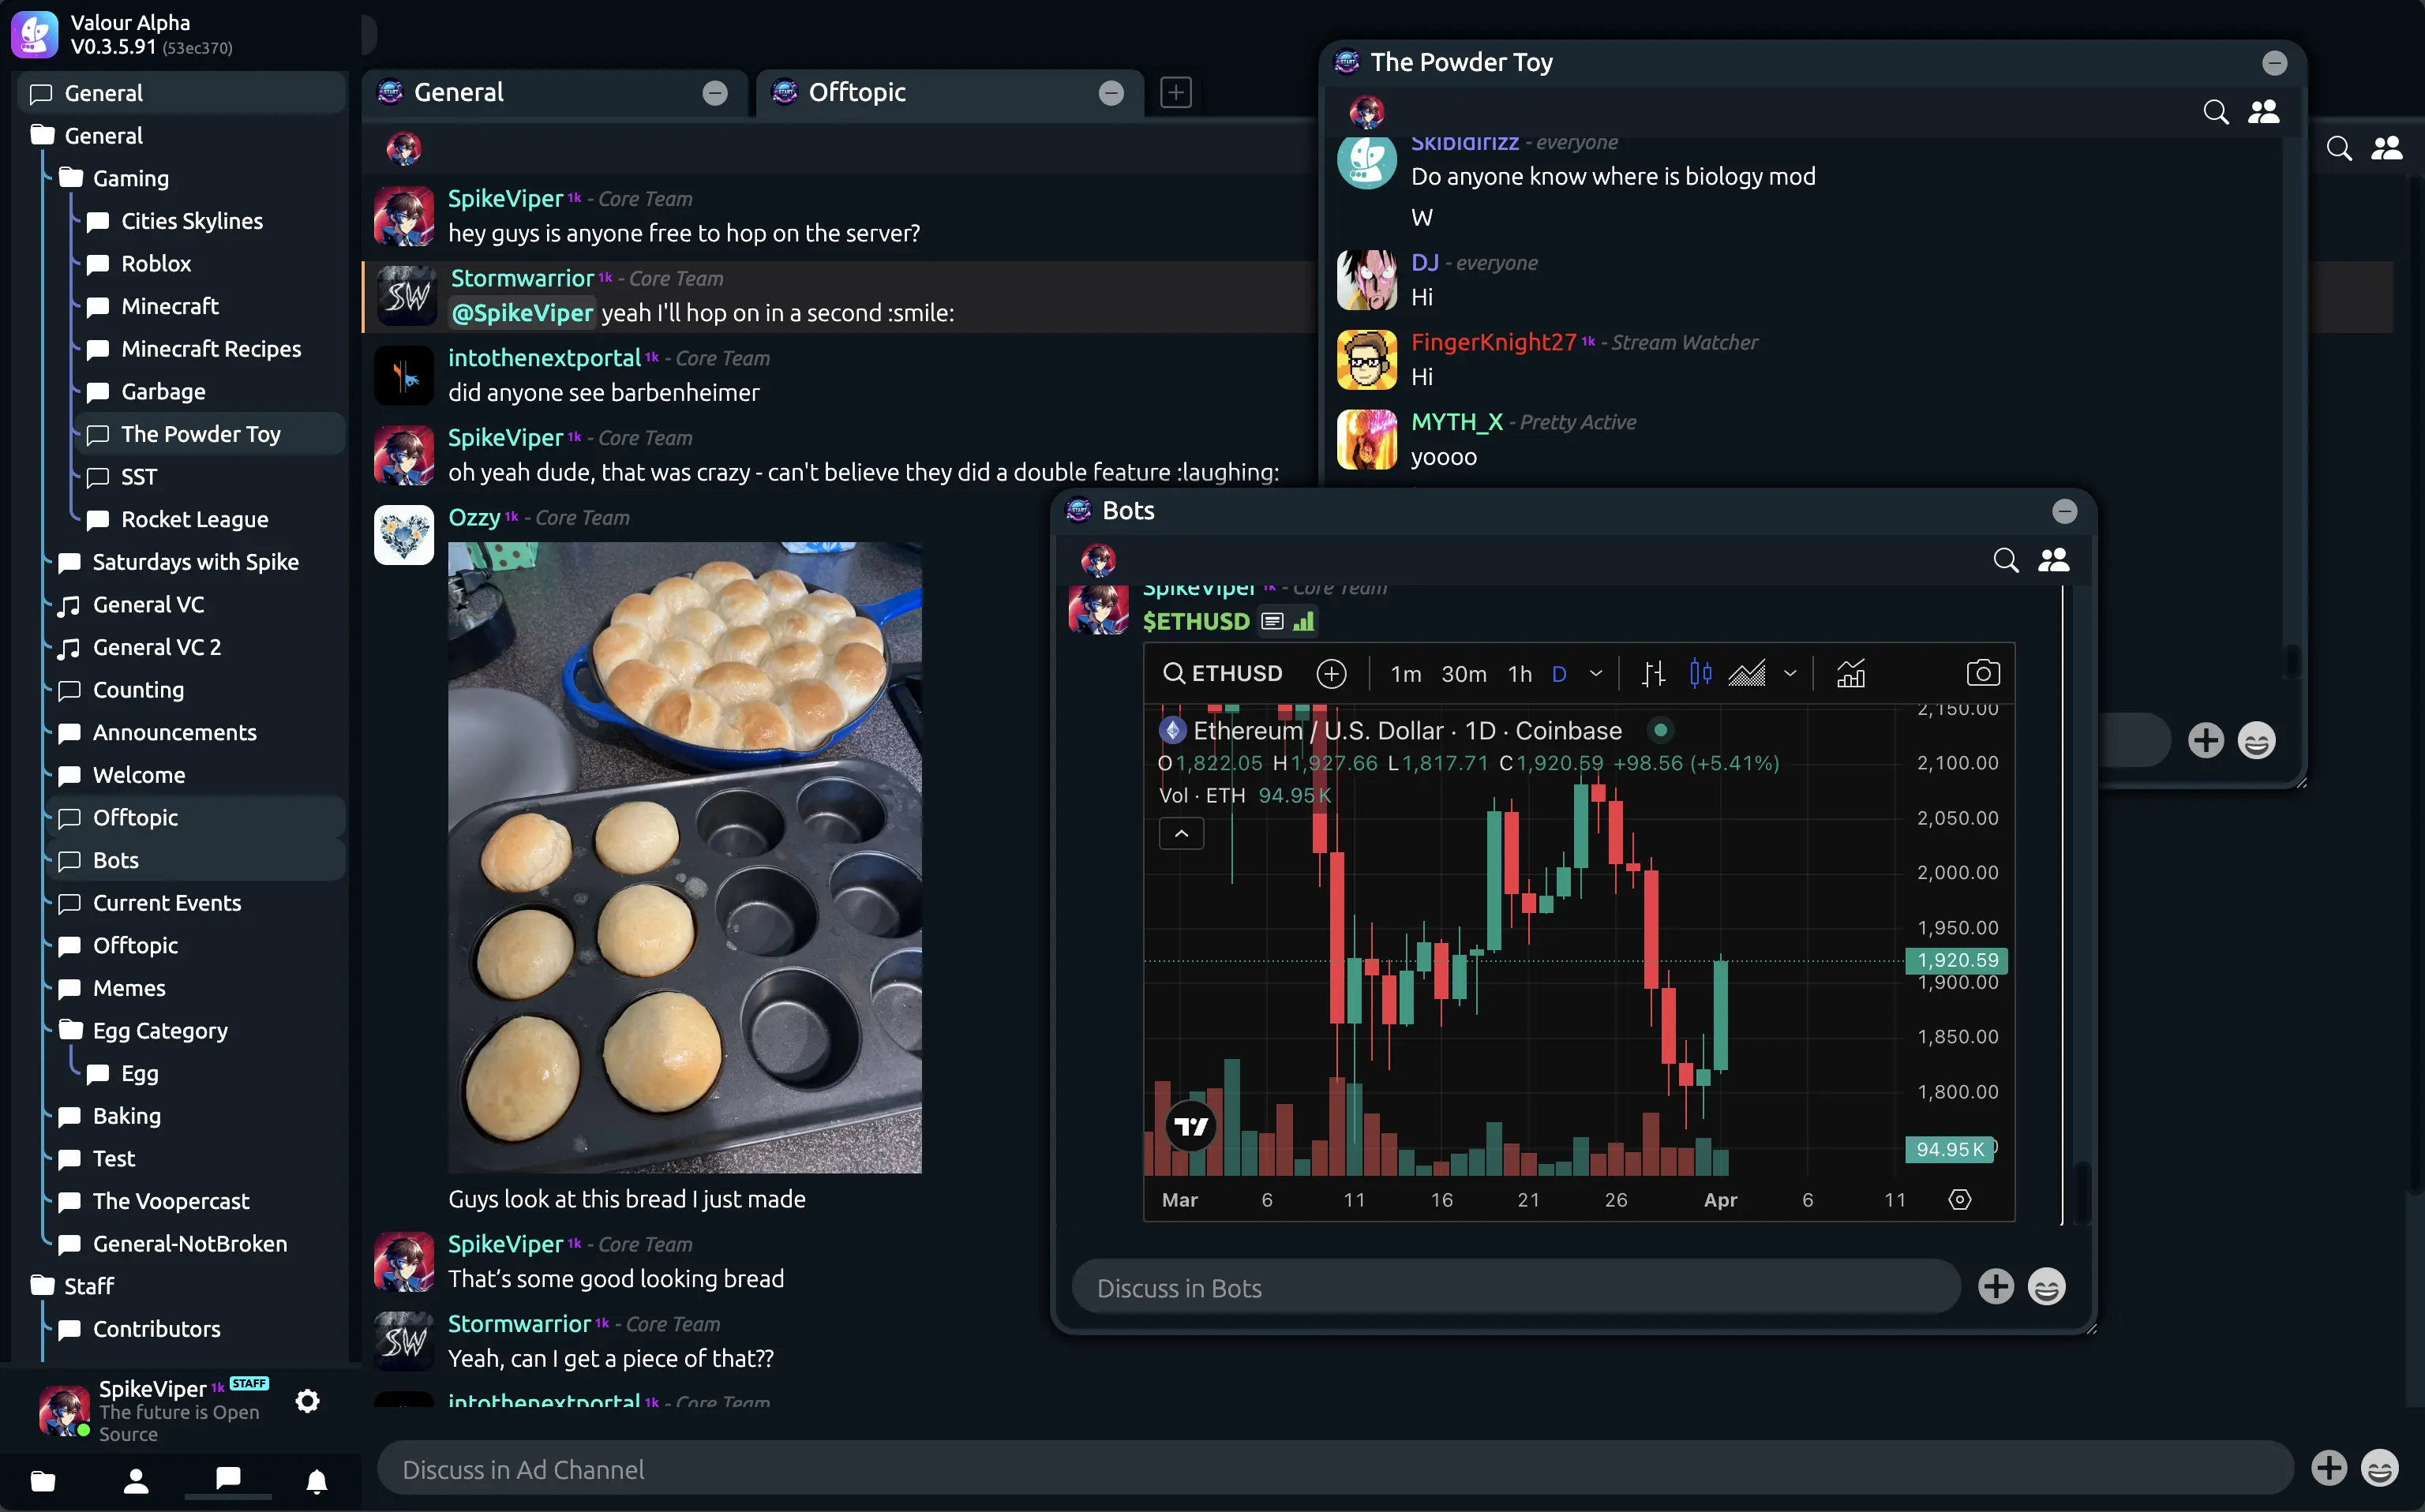 Valour Alpha
V0.3.5.91 (53ec370)
General
General
Gaming
Cities Skylines
Roblox
Minecraft
Minecraft Recipes
Garbage
The Powder Toy
SST
Rocket League
Saturdays with Spike
General VC
General VC 2
Counting
Announcements
Welcome
Offtopic
Bots
Current Events
Offtopic
Memes
Egg Category
Egg
Baking
Test
The Voopercast
General-NotBroken
Staff
Contributors
SpikeViper 1k STAFF
The future is Open
Source
General
Offtopic
SpikeViper 1k - Core Team
hey guys is anyone free to hop on the server?
Stormwarrior 1k - Core Team
@SpikeViper yeah I'll hop on in a second :smile:
intothenextportal 1k - Core Team
did anyone see barbenheimer
SpikeViper 1k - Core Team
oh yeah dude, that was crazy - can't believe they did a double feature :laughing:
Ozzy 1k - Core Team
Guys look at this bread I just made
SpikeViper 1k - Core Team
That's some good looking bread
Stormwarrior 1k - Core Team
SW
Yeah, can I get a piece of that??
intothenextportal 1k - Core Team
Discuss in Ad Channel
The Powder Toy
Skibidirizz - everyone
Do anyone know where is biology mod
W
DJ - everyone
Hi
FingerKnight27 1k - Stream Watcher
Hi
MYTH_X - Pretty Active
yoooo
Bots
SpikeViper 1k - Core Team
$ETHUSD
ETHUSD 1m 30m 1h D
Ethereum / U.S. Dollar · 1D · Coinbase
O1,822.05 H1,927.66 L1,817.71 C1,920.59 +98.56 (+5.41%)
Vol · ETH 94.95K
2,150.00
2,100.00
2,050.00
2,000.00
1,950.00
1,920.59
1,900.00
1,850.00
1,800.00
94.95K
Mar 6 11 16 21 26 Apr 6 11
Discuss in Bots